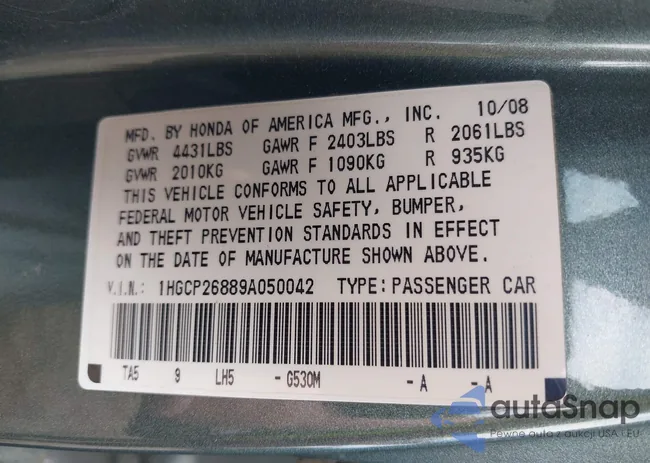 MFD. BY HONDA OF AMERICA MFG., INC. 10/08
GVWR 4431LBS GAWR F 2403LBS R 2061LBS
GVWR 2010KG GAWR F 1090KG R 935KG
THIS VEHICLE CONFORMS TO ALL APPLICABLE
FEDERAL MOTOR VEHICLE SAFETY, BUMPER,
AND THEFT PREVENTION STANDARDS IN EFFECT
ON THE DATE OF MANUFACTURE SHOWN ABOVE.
V.I.N.: 1HGCP26889A050042 TYPE: PASSENGER CAR
TA5 9 LH5 - G530M - A - A
autoSnap
Pewne auta z aukcji USA i EU